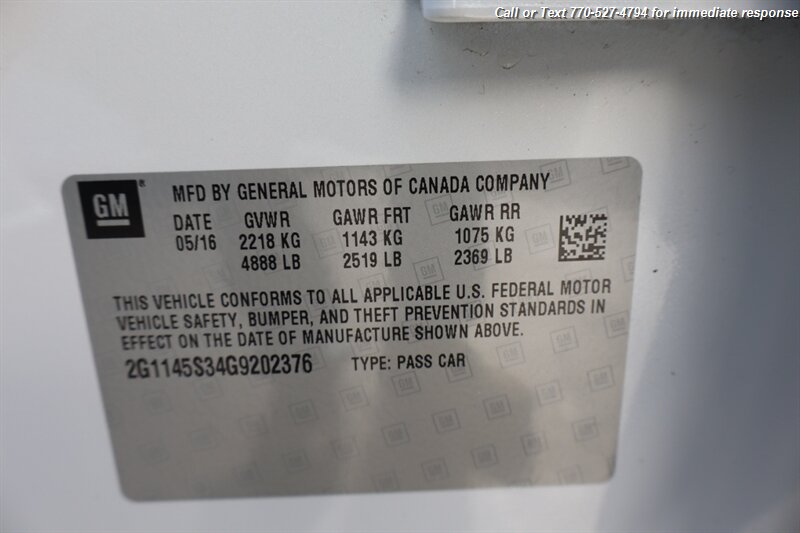 Call or Text 770-527-4794 for immediate response
GM®
MFD BY GENERAL MOTORS OF CANADA COMPANY
DATE GVWR GAWR FRT GAWR RR
05/16 2218 KG 1143 KG 1075 KG
4888 LB 2519 LB 2369 LB
THIS VEHICLE CONFORMS TO ALL APPLICABLE U.S. FEDERAL MOTOR
VEHICLE SAFETY, BUMPER, AND THEFT PREVENTION STANDARDS IN
EFFECT ON THE DATE OF MANUFACTURE SHOWN ABOVE.
2G1145S34G9202376 TYPE: PASS CAR